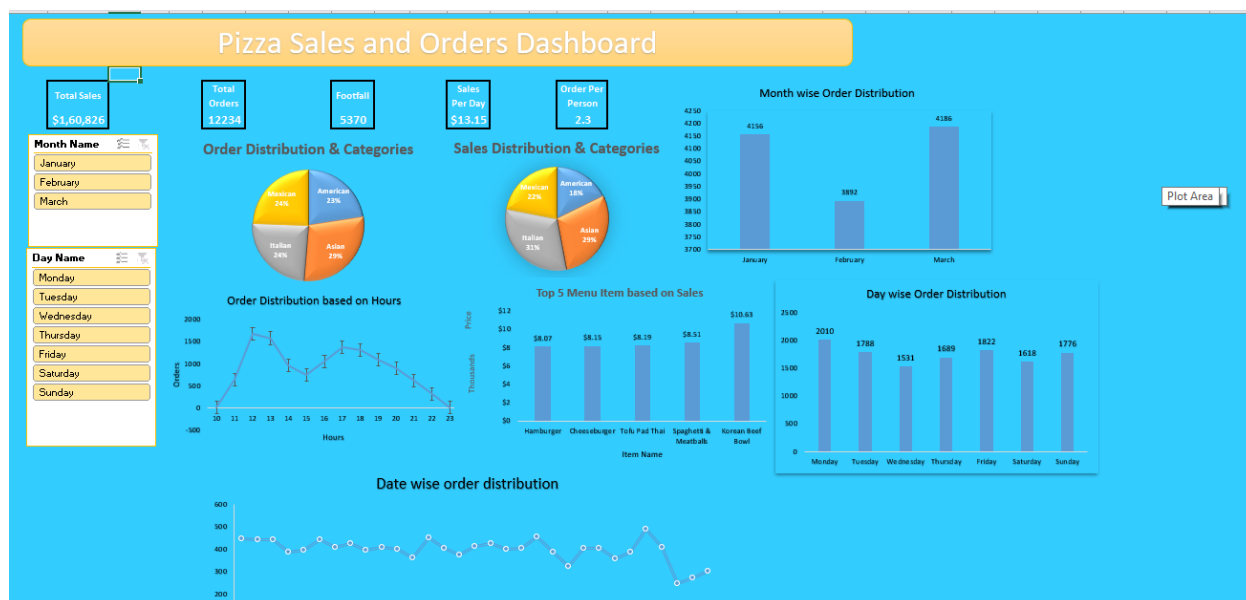 Pizza Sales and Orders Dashboard
Total Sales
$1,60,826
Total
Orders
12234
Footfall
5370
Sales
Per Day
$13.15
Order Per
Person
2.3
Month Name
January
February
March
Day Name
Monday
Tuesday
Wednesday
Thursday
Friday
Saturday
Sunday
Order Distribution & Categories
Mexican
24%
American
23%
Italian
24%
Asian
29%
Sales Distribution & Categories
Mexican
22%
American
18%
Italian
31%
Asian
29%
Month wise Order Distribution
4250
4200
4150
4100
4050
4000
3950
3900
3850
3800
3750
3700
4156
3892
4186
January February March
Plot Area
Order Distribution based on Hours
Orders
2000
1500
1000
500
0
-500
10 11 12 13 14 15 16 17 18 19 20 21 22 23
Hours
Top 5 Menu Item based on Sales
Price
Thousands
$12
$10
$8
$6
$4
$2
$0
$8.07 $8.15 $8.19 $8.51 $10.63
Hamburger Cheeseburger Tofu Pad Thai Spaghetti & Korean Beef
Meatballs Bowl
Item Name
Day wise Order Distribution
2500
2000
1500
1000
500
0
2010 1788 1531 1689 1822 1618 1776
Monday Tuesday Wednesday Thursday Friday Saturday Sunday
Date wise order distribution
600
500
400
300
200